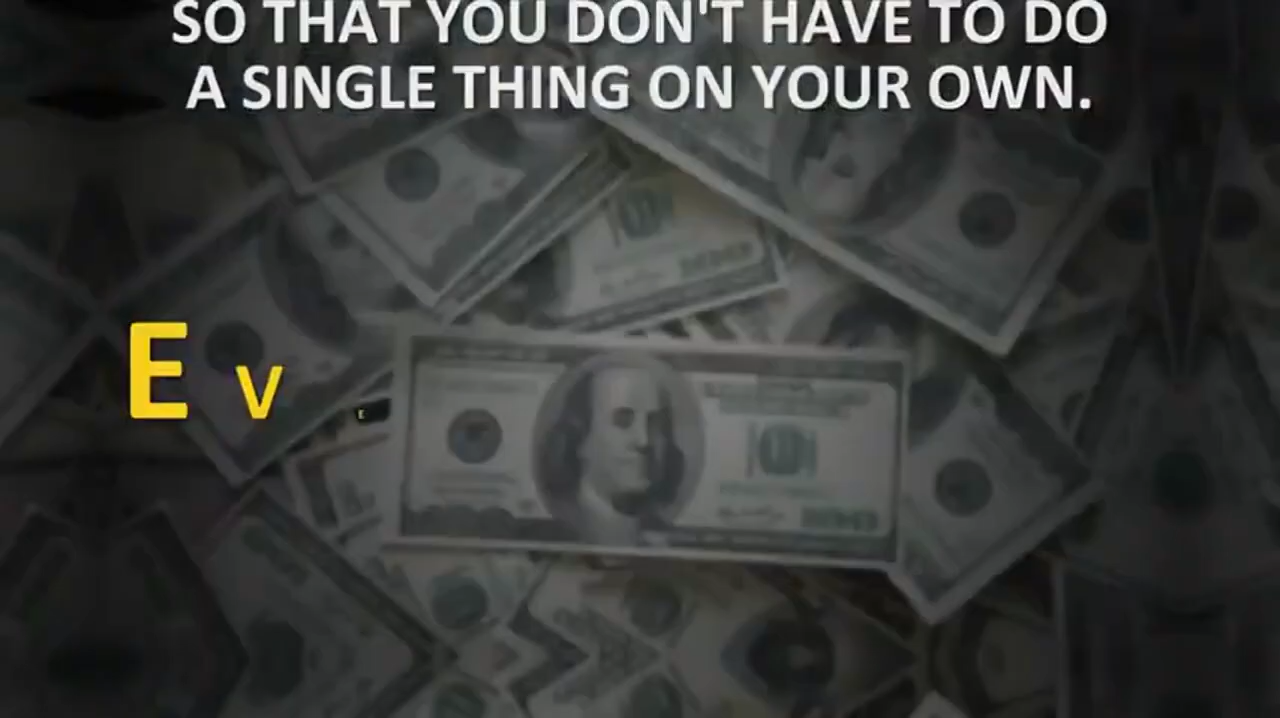 SO THAT YOU DON'T HAVE TO DO
A SINGLE THING ON YOUR OWN.
E V E